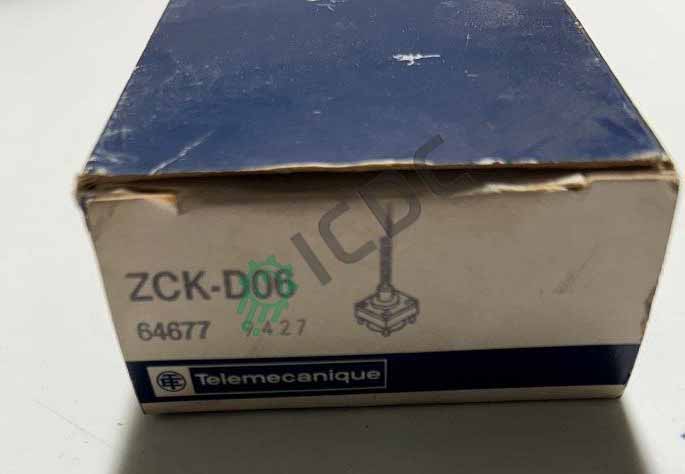 ICDC
ZCK-D06
64677 9427
Telemecanique